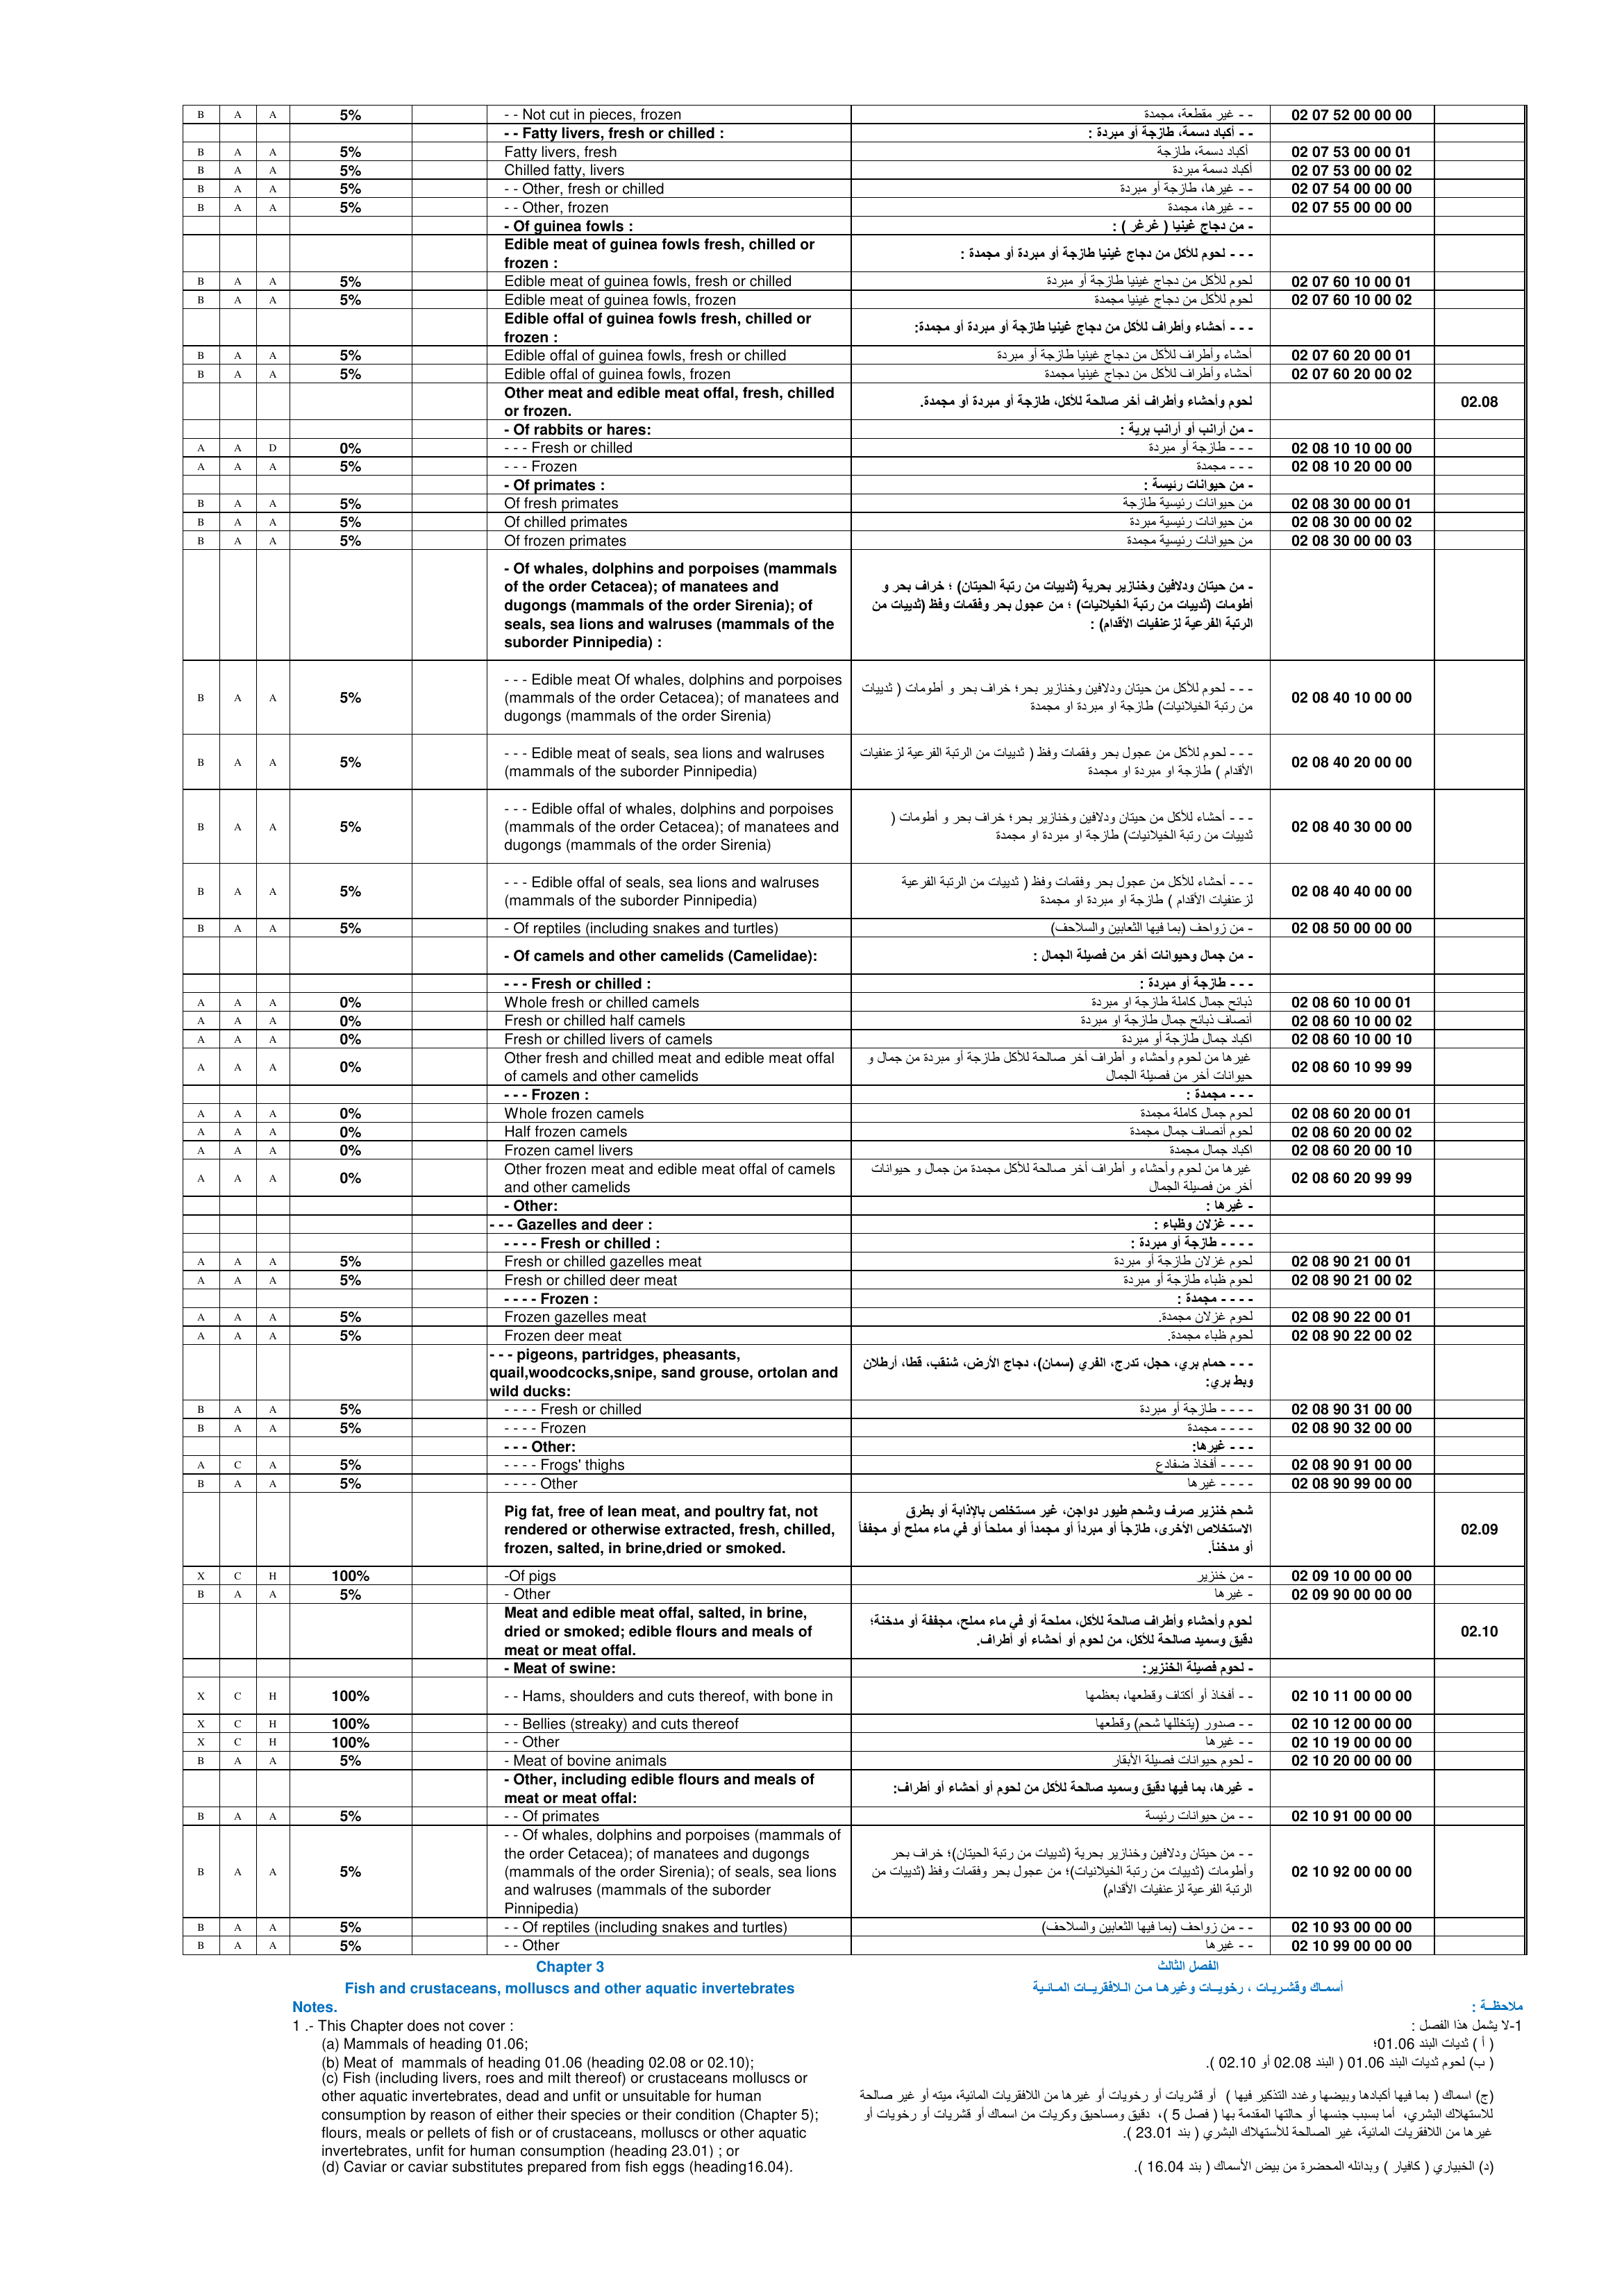 B A A 5% - - Not cut in pieces, frozen - - غير مقطعة، مجمدة 02 07 52 00 00 00
- - Fatty livers, fresh or chilled : - - أكباد دسمة، طازجة أو مبردة :
B A A 5% Fatty livers, fresh أكباد دسمة، طازجة 02 07 53 00 00 01
B A A 5% Chilled fatty, livers أكباد دسمة مبردة 02 07 53 00 00 02
B A A 5% - - Other, fresh or chilled - - غيرها، طازجة أو مبردة 02 07 54 00 00 00
B A A 5% - - Other, frozen - - غيرها، مجمدة 02 07 55 00 00 00
- Of guinea fowls : - من دجاج غينيا ( غرغر ) :
Edible meat of guinea fowls fresh, chilled or
frozen :
- - - لحوم للأكل من دجاج غينيا طازجة أو مبردة أو مجمدة :
B A A 5% Edible meat of guinea fowls, fresh or chilled لحوم للأكل من دجاج غينيا طازجة أو مبردة 02 07 60 10 00 01
B A A 5% Edible meat of guinea fowls, frozen لحوم للأكل من دجاج غينيا مجمدة 02 07 60 10 00 02
Edible offal of guinea fowls fresh, chilled or
frozen :
- - - أحشاء وأطراف للأكل من دجاج غينيا طازجة أو مبردة أو مجمدة:
B A A 5% Edible offal of guinea fowls, fresh or chilled أحشاء وأطراف للأكل من دجاج غينيا طازجة أو مبردة 02 07 60 20 00 01
B A A 5% Edible offal of guinea fowls, frozen أحشاء وأطراف للأكل من دجاج غينيا مجمدة 02 07 60 20 00 02
Other meat and edible meat offal, fresh, chilled
or frozen.
لحوم وأحشاء وأطراف أخر صالحة للأكل، طازجة أو مبردة أو مجمدة. 02.08
- Of rabbits or hares: - من أرانب أو أرانب برية :
A A D 0% - - - Fresh or chilled - - - طازجة أو مبردة 02 08 10 10 00 00
A A A 5% - - - Frozen - - - مجمدة 02 08 10 20 00 00
- Of primates : - من حيوانات رئيسة :
B A A 5% Of fresh primates من حيوانات رئيسية طازجة 02 08 30 00 00 01
B A A 5% Of chilled primates من حيوانات رئيسية مبردة 02 08 30 00 00 02
B A A 5% Of frozen primates من حيوانات رئيسية مجمدة 02 08 30 00 00 03
- Of whales, dolphins and porpoises (mammals
of the order Cetacea); of manatees and
dugongs (mammals of the order Sirenia); of
seals, sea lions and walruses (mammals of the
suborder Pinnipedia) :
- من حيتان ودلافين وخنازير بحرية (ثدييات من رتبة الحيتان) ؛ خراف بحر و
أطومات (ثدييات من رتبة الخيلانيات) ؛ من عجول بحر وفقمات وفظ (ثدييات من
الرتبة الفرعية لزعنفيات الأقدام) :
B A A 5% - - - Edible meat Of whales, dolphins and porpoises
(mammals of the order Cetacea); of manatees and
dugongs (mammals of the order Sirenia)
- - - لحوم للأكل من حيتان ودلافين وخنازير بحر؛ خراف بحر و أطومات ( ثدييات
من رتبة الخيلانيات) طازجة او مبردة او مجمدة
02 08 40 10 00 00
B A A 5% - - - Edible meat of seals, sea lions and walruses
(mammals of the suborder Pinnipedia)
- - - لحوم للأكل من عجول بحر وفقمات وفظ ( ثدييات من الرتبة الفرعية لزعنفيات
الأقدام ) طازجة او مبردة او مجمدة
02 08 40 20 00 00
B A A 5% - - - Edible offal of whales, dolphins and porpoises
(mammals of the order Cetacea); of manatees and
dugongs (mammals of the order Sirenia)
- - - أحشاء للأكل من حيتان ودلافين وخنازير بحر؛ خراف بحر و أطومات (
ثدييات من رتبة الخيلانيات) طازجة او مبردة او مجمدة
02 08 40 30 00 00
B A A 5% - - - Edible offal of seals, sea lions and walruses
(mammals of the suborder Pinnipedia)
- - - أحشاء للأكل من عجول بحر وفقمات وفظ ( ثدييات من الرتبة الفرعية
لزعنفيات الأقدام ) طازجة او مبردة او مجمدة
02 08 40 40 00 00
B A A 5% - Of reptiles (including snakes and turtles) - من زواحف (بما فيها الثعابين والسلاحف) 02 08 50 00 00 00
- Of camels and other camelids (Camelidae): - من جمال وحيوانات أخر من فصيلة الجمال :
- - - Fresh or chilled : - - - طازجة أو مبردة :
A A A 0% Whole fresh or chilled camels ذبائح جمال كاملة طازجة او مبردة 02 08 60 10 00 01
A A A 0% Fresh or chilled half camels أنصاف ذبائح جمال طازجة او مبردة 02 08 60 10 00 02
A A A 0% Fresh or chilled livers of camels اكباد جمال طازجة أو مبردة 02 08 60 10 00 10
A A A 0% Other fresh and chilled meat and edible meat offal
of camels and other camelids
غيرها من لحوم وأحشاء و أطراف أخر صالحة للأكل طازجة أو مبردة من جمال و
حيوانات أخر من فصيلة الجمال
02 08 60 10 99 99
- - - Frozen : - - - مجمدة :
A A A 0% Whole frozen camels لحوم جمال كاملة مجمدة 02 08 60 20 00 01
A A A 0% Half frozen camels لحوم أنصاف جمال مجمدة 02 08 60 20 00 02
A A A 0% Frozen camel livers اكباد جمال مجمدة 02 08 60 20 00 10
A A A 0% Other frozen meat and edible meat offal of camels
and other camelids
غيرها من لحوم وأحشاء و أطراف أخر صالحة للأكل مجمدة من جمال و حيوانات
أخر من فصيلة الجمال
02 08 60 20 99 99
- Other: - غيرها :
- - - Gazelles and deer : - - - غزلان وظباء :
- - - - Fresh or chilled : - - - - طازجة أو مبردة :
A A A 5% Fresh or chilled gazelles meat لحوم غزلان طازجة أو مبردة 02 08 90 21 00 01
A A A 5% Fresh or chilled deer meat لحوم ظباء طازجة أو مبردة 02 08 90 21 00 02
- - - - Frozen : - - - - مجمدة :
A A A 5% Frozen gazelles meat لحوم غزلان مجمدة. 02 08 90 22 00 01
A A A 5% Frozen deer meat لحوم ظباء مجمدة. 02 08 90 22 00 02
- - - pigeons, partridges, pheasants,
quail,woodcocks,snipe, sand grouse, ortolan and
wild ducks:
- - - حمام بري، حجل، تدرج، الفري (سمان)، دجاج الأرض، شنقب، قطا، أرطلان
وبط بري:
B A A 5% - - - - Fresh or chilled - - - - طازجة أو مبردة 02 08 90 31 00 00
B A A 5% - - - - Frozen - - - - مجمدة 02 08 90 32 00 00
- - - Other: - - - غيرها:
A C A 5% - - - - Frogs' thighs - - - - أفخاذ ضفادع 02 08 90 91 00 00
B A A 5% - - - - Other - - - - غيرها 02 08 90 99 00 00
Pig fat, free of lean meat, and poultry fat, not
rendered or otherwise extracted, fresh, chilled,
frozen, salted, in brine,dried or smoked.
شحم خنزير صرف وشحم طيور دواجن، غير مستخلص بالإذابة أو بطرق
الاستخلاص الأخرى، طازجاً أو مبرداً أو مجمداً أو مملحاً أو في ماء مملح أو مجففاً
أو مدخناً.
02.09
X C H 100% -Of pigs - من خنزير 02 09 10 00 00 00
B A A 5% - Other - غيرها 02 09 90 00 00 00
Meat and edible meat offal, salted, in brine,
dried or smoked; edible flours and meals of
meat or meat offal.
لحوم وأحشاء وأطراف صالحة للأكل، مملحة أو في ماء مملح، مجففة أو مدخنة؛
دقيق وسميد صالحة للأكل، من لحوم أو أحشاء أو أطراف.
02.10
- Meat of swine: - لحوم فصيلة الخنزير:
X C H 100% - - Hams, shoulders and cuts thereof, with bone in - - أفخاذ أو أكتاف وقطعها، بعظمها 02 10 11 00 00 00
X C H 100% - - Bellies (streaky) and cuts thereof - - صدور (يتخللها شحم) وقطعها 02 10 12 00 00 00
X C H 100% - - Other - - غيرها 02 10 19 00 00 00
B A A 5% - Meat of bovine animals - لحوم حيوانات فصيلة الأبقار 02 10 20 00 00 00
- Other, including edible flours and meals of
meat or meat offal:
- غيرها، بما فيها دقيق وسميد صالحة للأكل من لحوم أو أحشاء أو أطراف:
B A A 5% - - Of primates - - من حيوانات رئيسة 02 10 91 00 00 00
B A A 5% - - Of whales, dolphins and porpoises (mammals of
the order Cetacea); of manatees and dugongs
(mammals of the order Sirenia); of seals, sea lions
and walruses (mammals of the suborder
Pinnipedia)
- - من حيتان ودلافين وخنازير بحرية (ثدييات من رتبة الحيتان)؛ خراف بحر
وأطومات (ثدييات من رتبة الخيلانيات)؛ من عجول بحر وفقمات وفظ (ثدييات من
الرتبة الفرعية لزعنفيات الأقدام)
02 10 92 00 00 00
B A A 5% - - Of reptiles (including snakes and turtles) - - من زواحف (بما فيها الثعابين والسلاحف) 02 10 93 00 00 00
B A A 5% - - Other - - غيرها 02 10 99 00 00 00
Chapter 3 الفصل الثالث
Fish and crustaceans, molluscs and other aquatic invertebrates أسمـاك وقشـريـات ، رخويــات وغيرهـا مـن الـلافقريــات المـائـية
Notes. ملاحظــة :
1 .- This Chapter does not cover : 1-لا يشمل هذا الفصل :
(a) Mammals of heading 01.06; ( أ ) ثديات البند 01.06؛
(b) Meat of mammals of heading 01.06 (heading 02.08 or 02.10); ( ب) لحوم ثديات البند 01.06 ( البند 02.08 أو 02.10 ).
(c) Fish (including livers, roes and milt thereof) or crustaceans molluscs or
other aquatic invertebrates, dead and unfit or unsuitable for human
consumption by reason of either their species or their condition (Chapter 5);
flours, meals or pellets of fish or of crustaceans, molluscs or other aquatic
invertebrates, unfit for human consumption (heading 23.01) ; or
(ج) اسماك ( بما فيها أكبادها وبيضها وغدد التذكير فيها ) أو قشريات أو رخويات أو غيرها من اللافقريات المائية، ميته أو غير صالحة
للاستهلاك البشري، أما بسبب جنسها أو حالتها المقدمة بها ( فصل 5 )، دقيق ومساحيق وكريات من اسماك أو قشريات أو رخويات أو
غيرها من اللافقريات المائية، غير الصالحة للأستهلاك البشري ( بند 23.01 ).
(d) Caviar or caviar substitutes prepared from fish eggs (heading16.04). (د) الخبياري ( كافيار ) وبدائله المحضرة من بيض الأسماك ( بند 16.04 ).